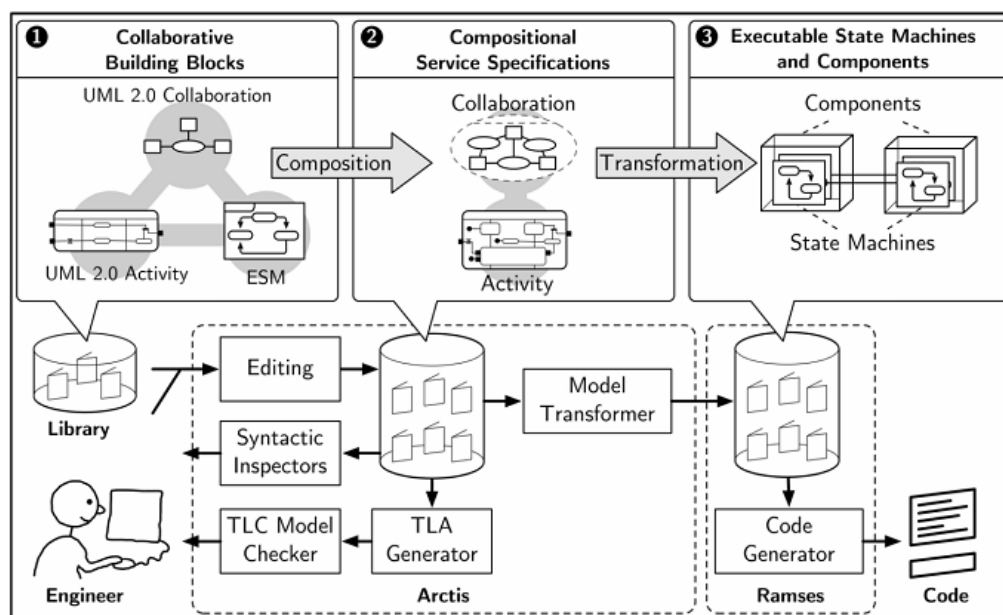 ❶ Collaborative
Building Blocks
UML 2.0 Collaboration
UML 2.0 Activity
ESM
Composition
❷ Compositional
Service Specifications
Collaboration
Activity
Transformation
❸ Executable State Machines
and Components
Components
State Machines
Library
Editing
Model
Transformer
Syntactic
Inspectors
TLC Model
Checker
TLA
Generator
Code
Generator
Engineer
Arctis
Ramses
Code